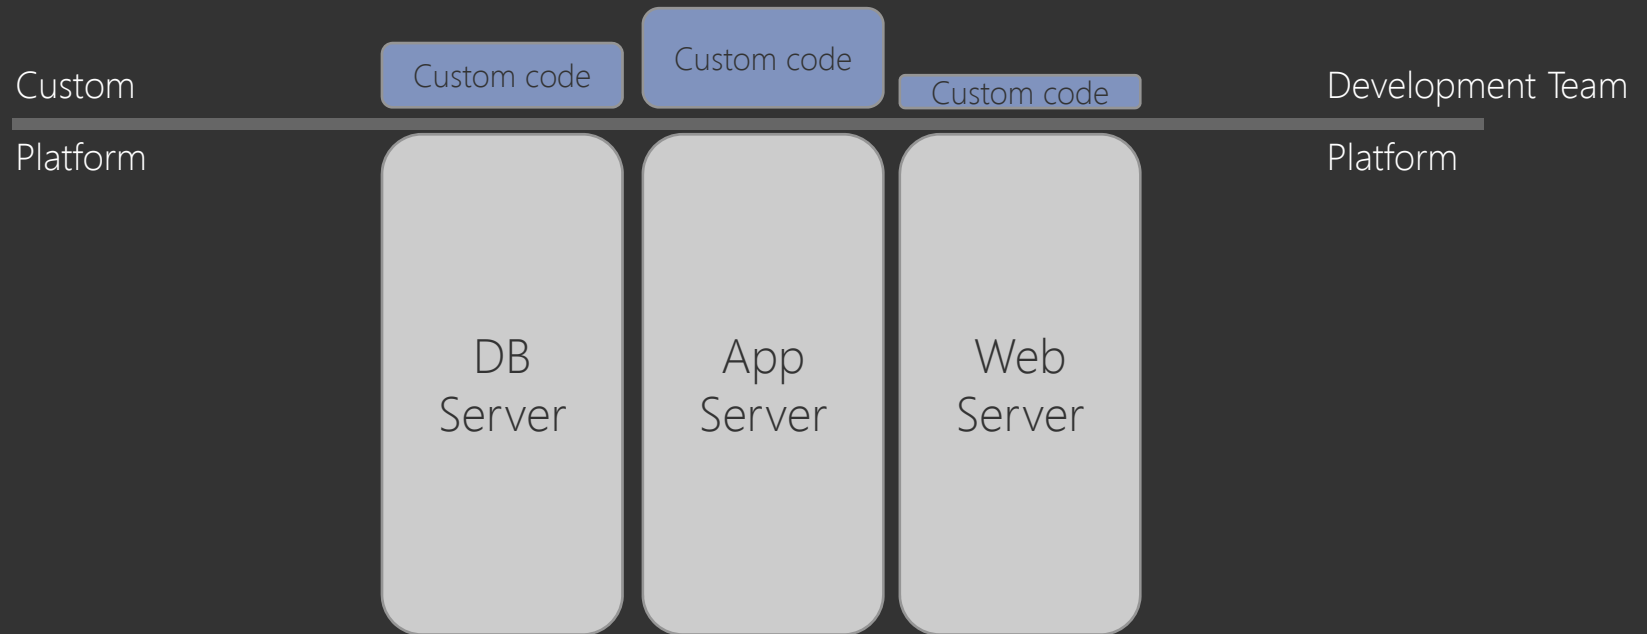 Custom
Custom code
Custom code
Custom code
Development Team
Platform
Platform
DB
Server
App
Server
Web
Server